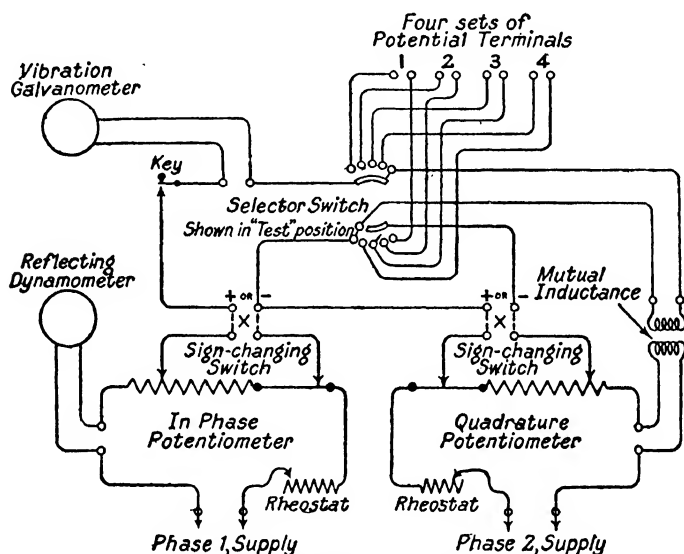 Four sets of
Potential Terminals
1 2 3 4
Vibration
Galvanometer
Key
Selector Switch
Shown in "Test" position
Reflecting
Dynamometer
+ OR -
X
+ OR -
X
Mutual
Inductance
Sign-changing
Switch
Sign-changing
Switch
In Phase
Potentiometer
Quadrature
Potentiometer
Rheostat
Rheostat
Phase 1, Supply
Phase 2, Supply